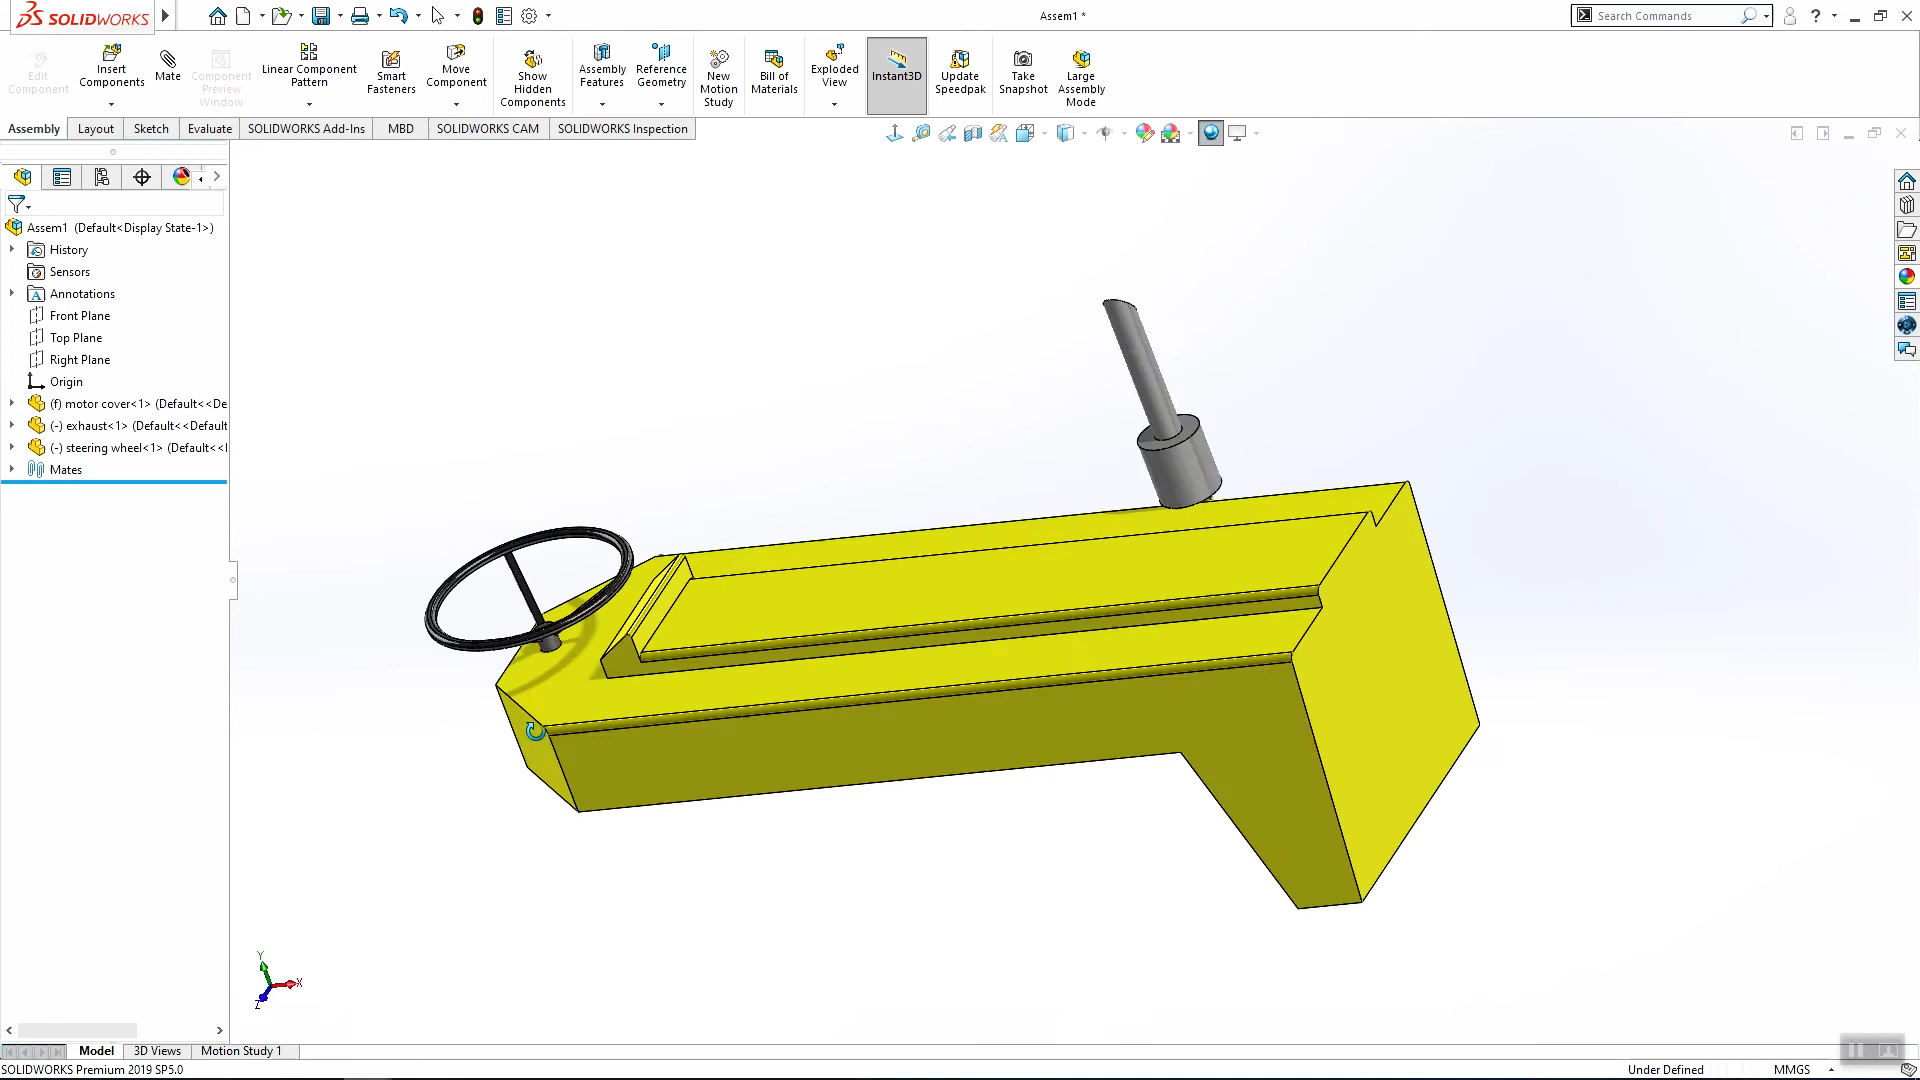 SOLIDWORKS
Assem1 *
Search Commands
?
Edit Component
Insert Components
Mate
Component Preview Window
Linear Component Pattern
Smart Fasteners
Move Component
Show Hidden Components
Assembly Features
Reference Geometry
New Motion Study
Bill of Materials
Exploded View
Instant3D
Update Speedpak
Take Snapshot
Large Assembly Mode
Assembly
Layout
Sketch
Evaluate
SOLIDWORKS Add-Ins
MBD
SOLIDWORKS CAM
SOLIDWORKS Inspection
Assem1 (Default<Display State-1>)
History
Sensors
Annotations
Front Plane
Top Plane
Right Plane
Origin
(f) motor cover<1> (Default<<De
(-) exhaust<1> (Default<<Default
(-) steering wheel<1> (Default<<I
Mates
Y
X
Z
Model
3D Views
Motion Study 1
SOLIDWORKS Premium 2019 SP5.0
Under Defined
MMGS